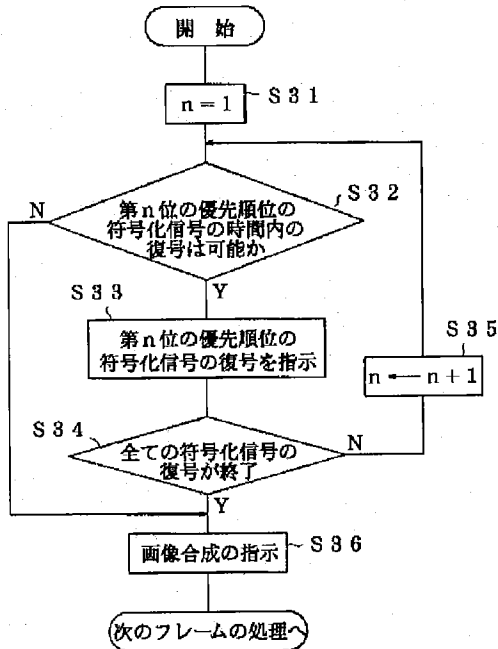 開 始
n＝1
S31
第n位の優先順位の
符号化信号の時間内の
復号は可能か
S32
N
Y
S33
第n位の優先順位の
符号化信号の復号を指示
S35
n ← n＋1
S34
全ての符号化信号の
復号が終了
N
Y
画像合成の指示
S36
次のフレームの処理へ